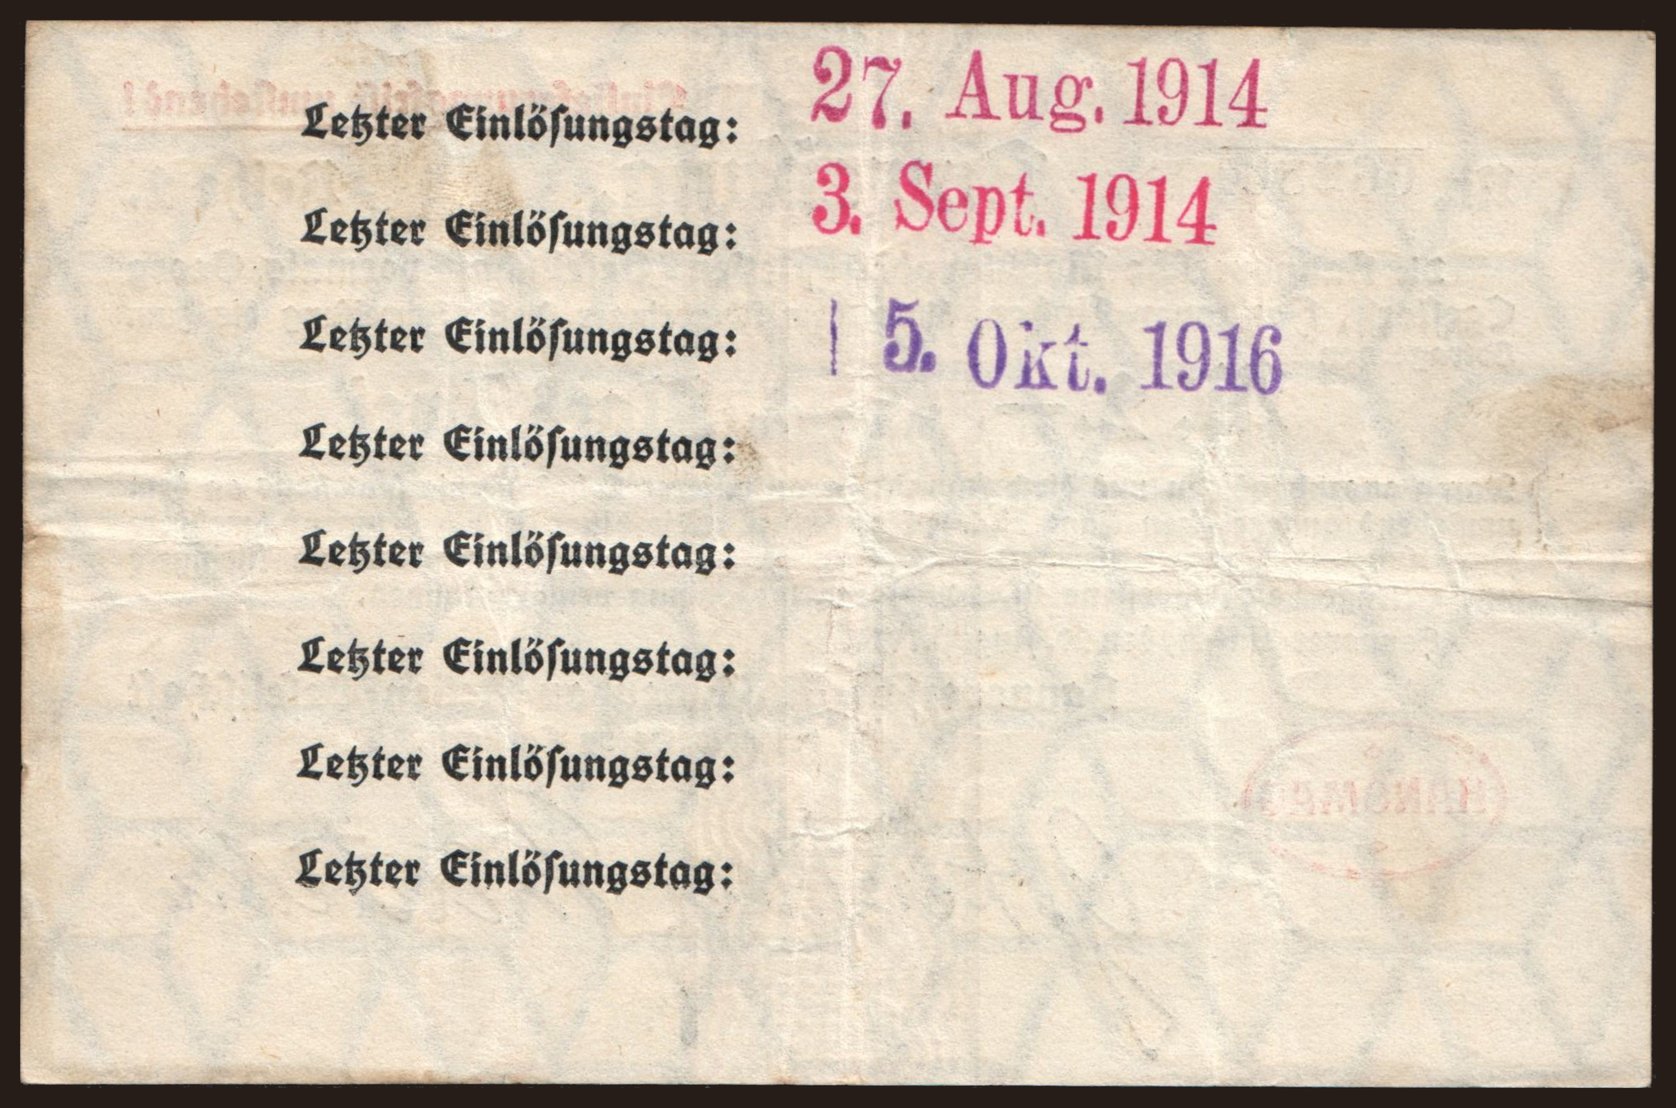 Letzter Einlösungstag: 27. Aug. 1914
Letzter Einlösungstag: 3. Sept. 1914
Letzter Einlösungstag: 5. Okt. 1916
Letzter Einlösungstag:
Letzter Einlösungstag:
Letzter Einlösungstag:
Letzter Einlösungstag:
Letzter Einlösungstag:
HANOMAG